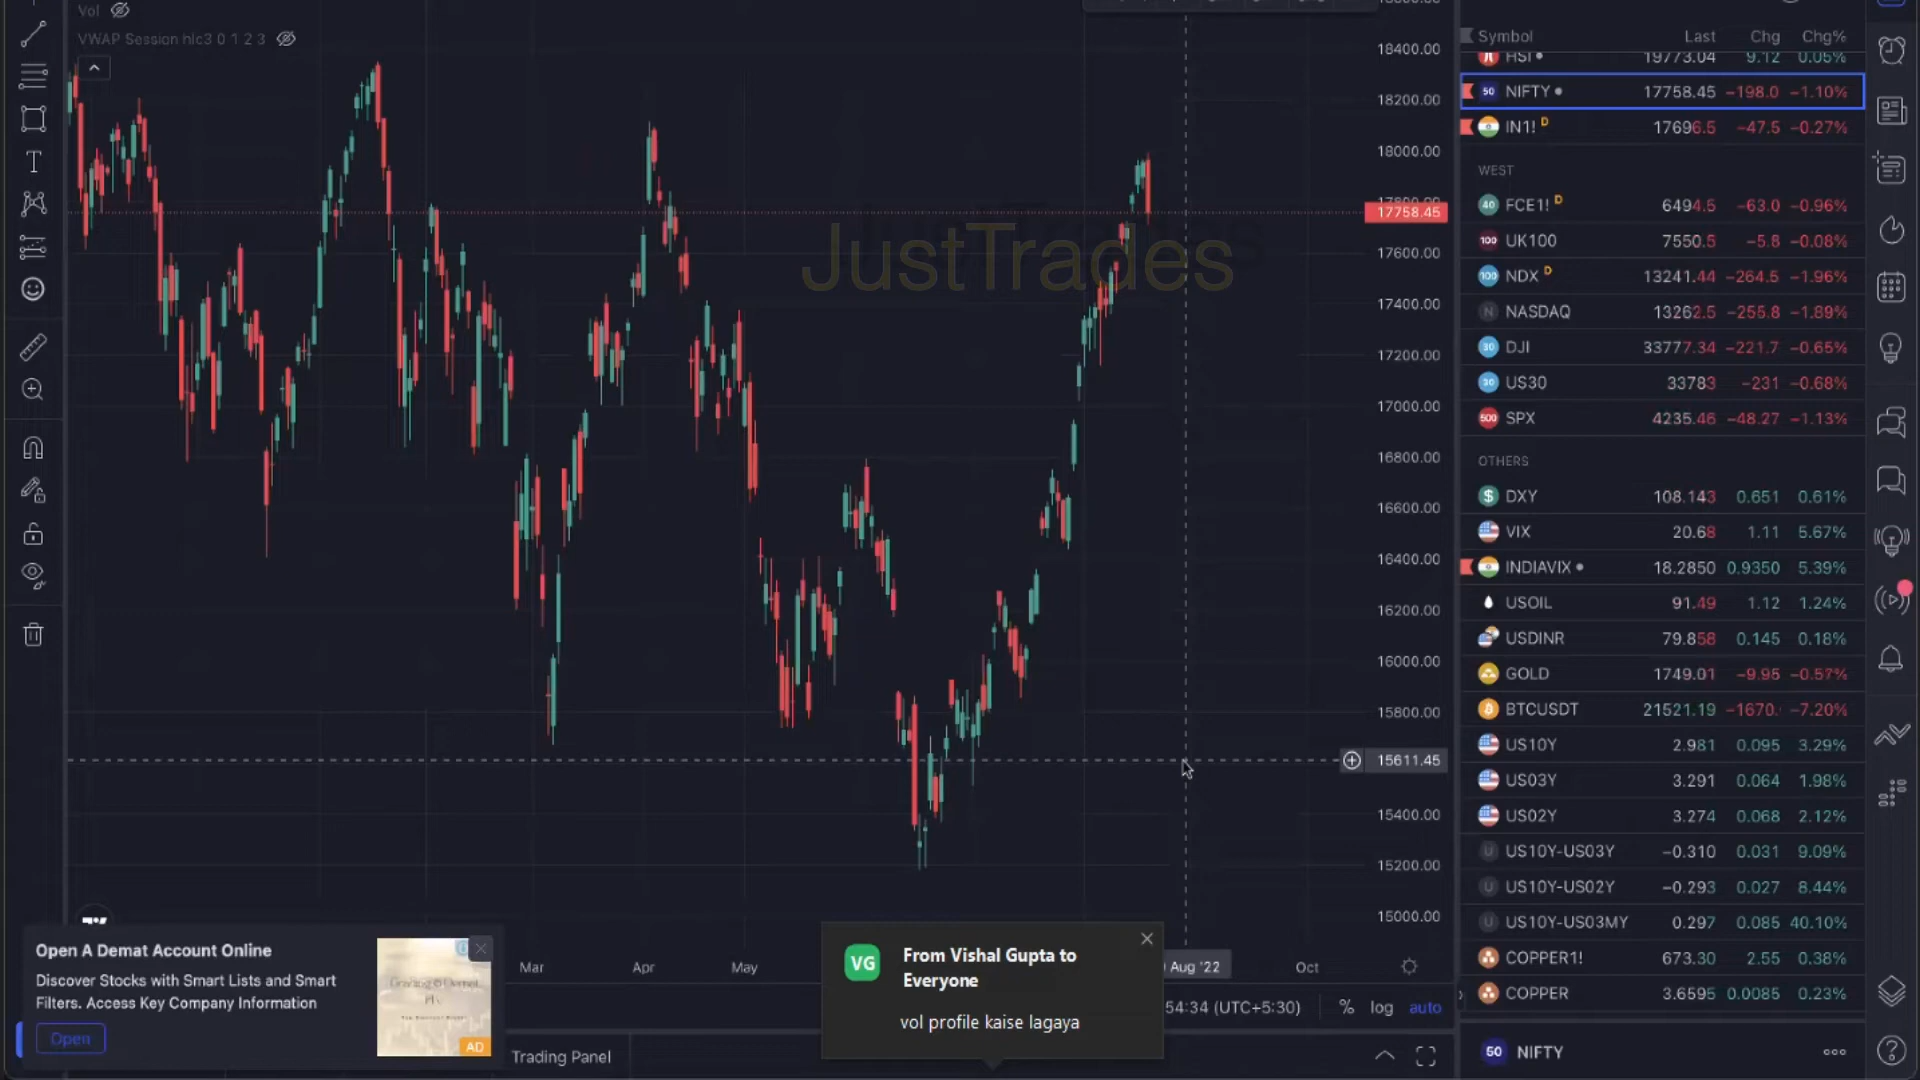 Vol
VWAP Session hlc3 0 1 2 3
18400.00
18200.00
18000.00
17758.45
17600.00
17400.00
17200.00
17000.00
16800.00
16600.00
16400.00
16200.00
16000.00
15800.00
15611.45
15400.00
15200.00
15000.00
JustTrades
Mar Apr May Aug '22 Oct
54:34 (UTC+5:30) % log auto
Trading Panel
Open A Demat Account Online
Discover Stocks with Smart Lists and Smart
Filters. Access Key Company Information
Open
AD
VG
From Vishal Gupta to
Everyone
vol profile kaise lagaya
Symbol Last Chg Chg%
HSI 19773.04 9.12 0.05%
50 NIFTY 17758.45 −198.0 −1.10%
IN1! D 17696.5 −47.5 −0.27%
WEST
40 FCE1! D 6494.5 −63.0 −0.96%
100 UK100 7550.5 −5.8 −0.08%
100 NDX D 13241.44 −264.5 −1.96%
N NASDAQ 13262.5 −255.8 −1.89%
30 DJI 33777.34 −221.7 −0.65%
30 US30 33783 −231 −0.68%
500 SPX 4235.46 −48.27 −1.13%
OTHERS
$ DXY 108.143 0.651 0.61%
VIX 20.68 1.11 5.67%
INDIAVIX 18.2850 0.9350 5.39%
USOIL 91.49 1.12 1.24%
USDINR 79.858 0.145 0.18%
GOLD 1749.01 −9.95 −0.57%
BTCUSDT 21521.19 −1670. −7.20%
US10Y 2.981 0.095 3.29%
US03Y 3.291 0.064 1.98%
US02Y 3.274 0.068 2.12%
U US10Y-US03Y −0.310 0.031 9.09%
U US10Y-US02Y −0.293 0.027 8.44%
U US10Y-US03MY 0.297 0.085 40.10%
COPPER1! 673.30 2.55 0.38%
COPPER 3.6595 0.0085 0.23%
50 NIFTY